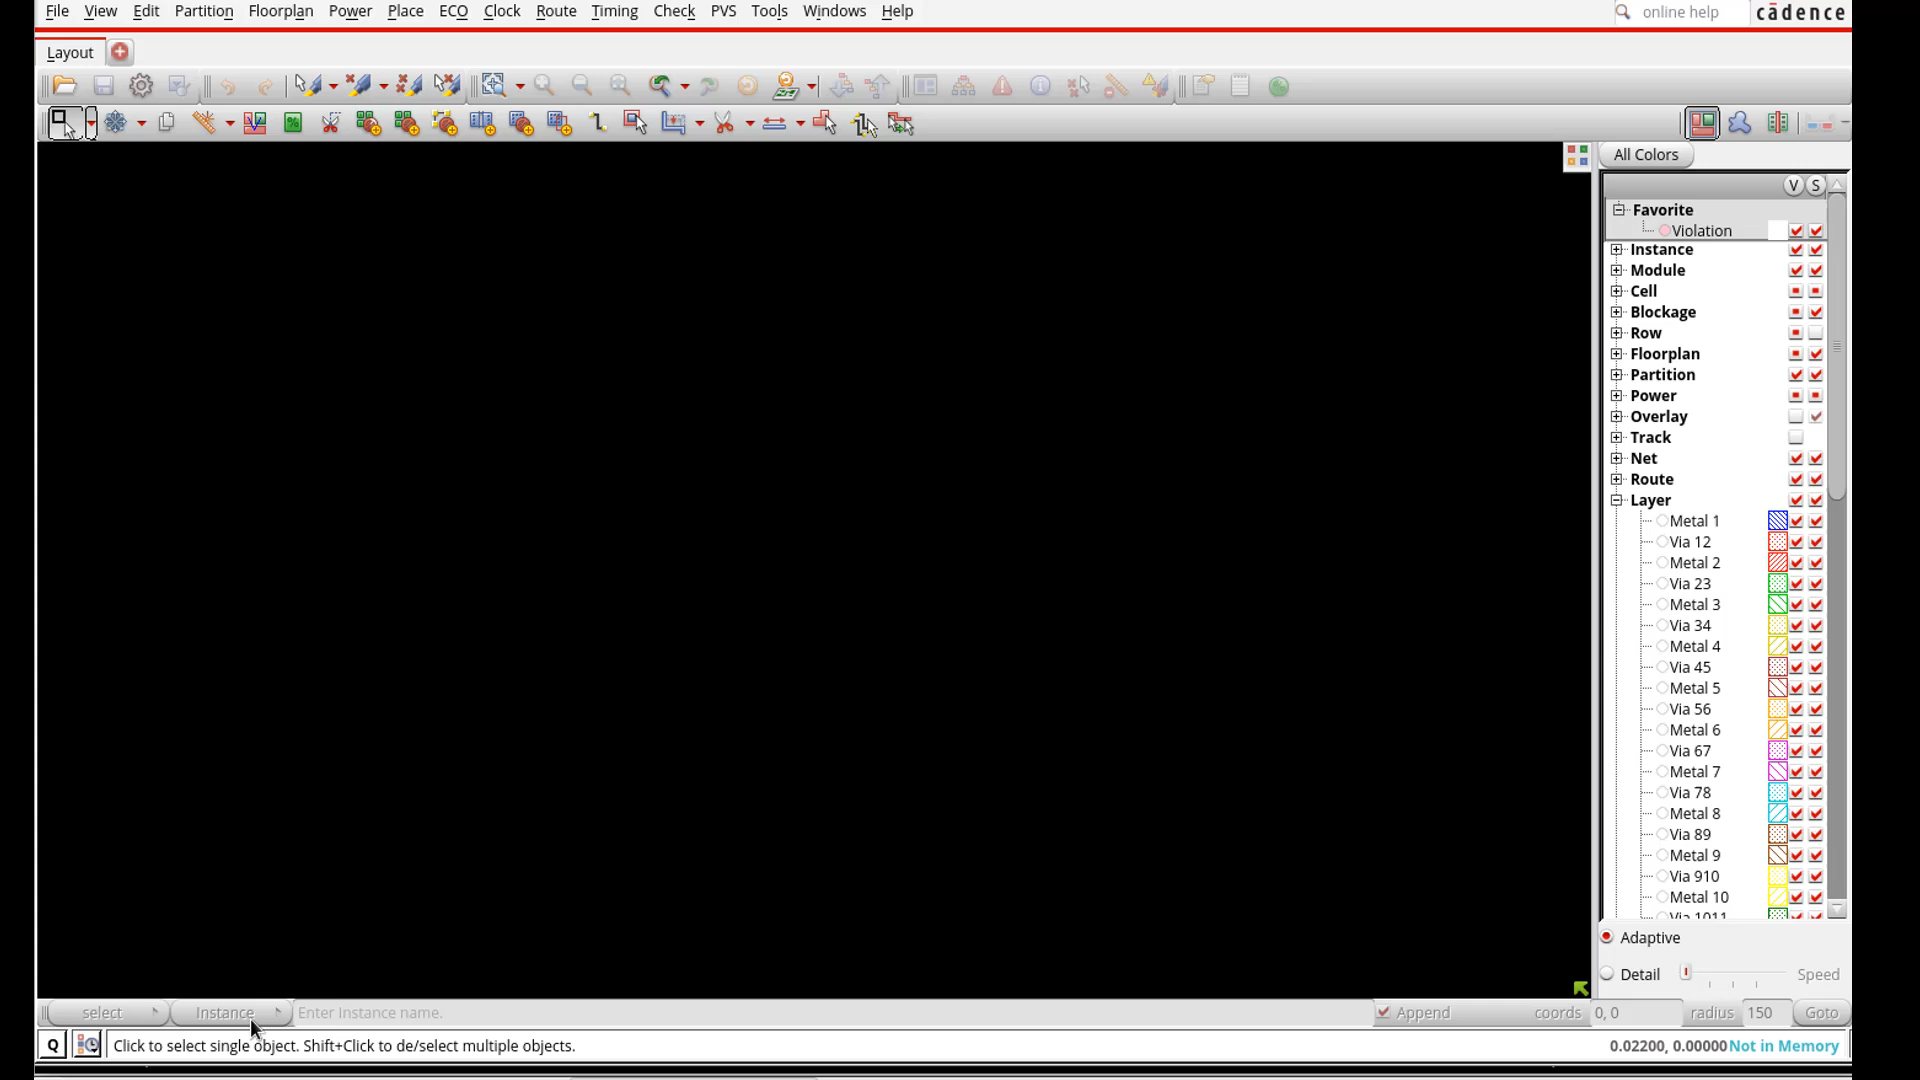 File View Edit Partition Floorplan Power Place ECO Clock Route Timing Check PVS Tools Windows Help online help cādence
Layout
All Colors
V S
Favorite
Violation
Instance
Module
Cell
Blockage
Row
Floorplan
Partition
Power
Overlay
Track
Net
Route
Layer
Metal 1
Via 12
Metal 2
Via 23
Metal 3
Via 34
Metal 4
Via 45
Metal 5
Via 56
Metal 6
Via 67
Metal 7
Via 78
Metal 8
Via 89
Metal 9
Via 910
Metal 10
Via 1011
Adaptive
Detail Speed
select Instance Enter Instance name. Append coords 0, 0 radius 150 Goto
Q Click to select single object. Shift+Click to de/select multiple objects. 0.02200, 0.00000 Not in Memory